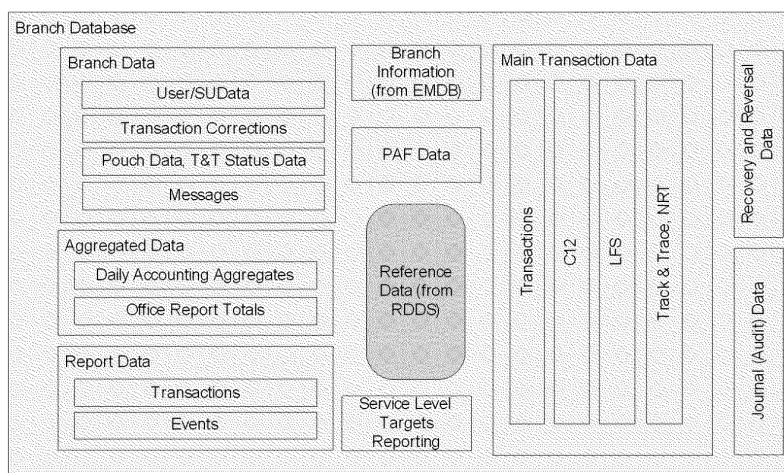 Branch Database
Branch Data
User/SUData
Transaction Corrections
Pouch Data, T&T Status Data
Messages
Aggregated Data
Daily Accounting Aggregates
Office Report Totals
Report Data
Transactions
Events
Branch
Information
(from EMDB)
PAF Data
Reference
Data (from
RDDS)
Service Level
Targets
Reporting
Main Transaction Data
Transactions
C12
LFS
Track & Trace, NRT
Recovery and Reversal
Data
Journal (Audit) Data